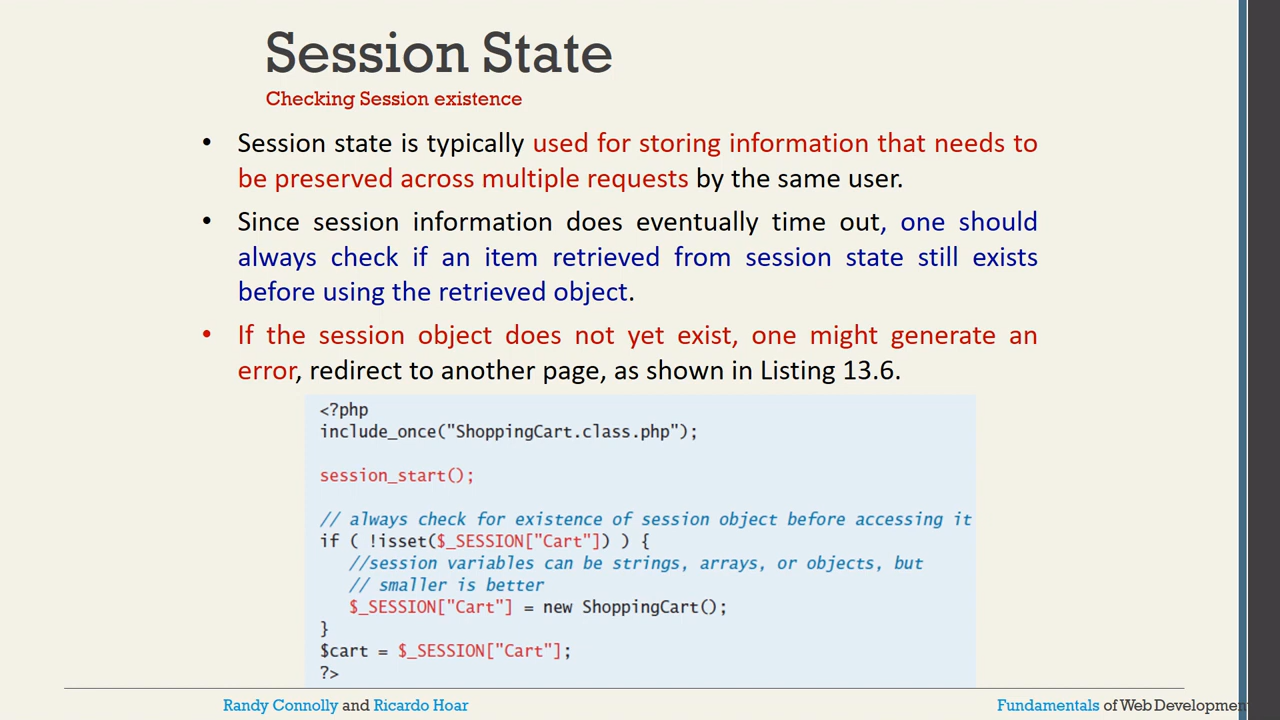 Session State
Checking Session existence
• Session state is typically used for storing information that needs to
be preserved across multiple requests by the same user.
• Since session information does eventually time out, one should
always check if an item retrieved from session state still exists
before using the retrieved object.
• If the session object does not yet exist, one might generate an
error, redirect to another page, as shown in Listing 13.6.
<?php
include_once("ShoppingCart.class.php");
session_start();
// always check for existence of session object before accessing it
if ( !isset($_SESSION["Cart"]) ) {
//session variables can be strings, arrays, or objects, but
// smaller is better
$_SESSION["Cart"] = new ShoppingCart();
}
$cart = $_SESSION["Cart"];
?>
Randy Connolly and Ricardo Hoar
Fundamentals of Web Developmen